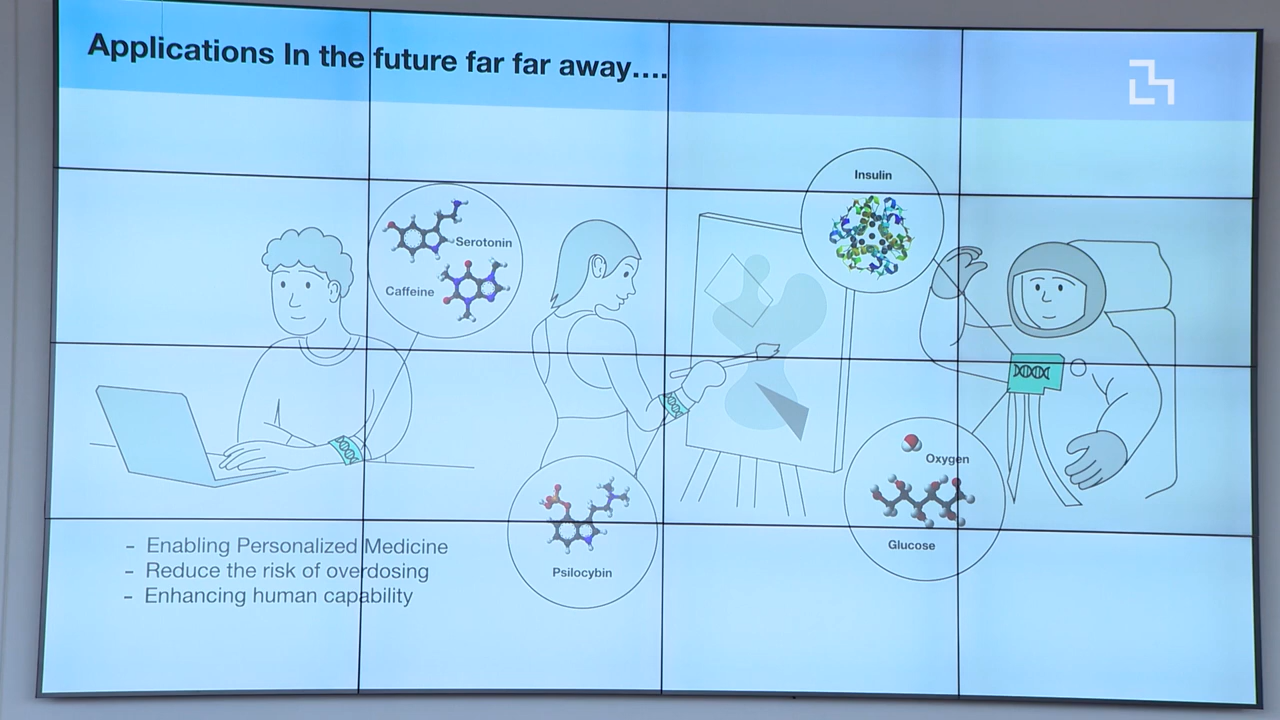 Applications In the future far far away....
Insulin
Serotonin
Caffeine
Oxygen
Glucose
Psilocybin
- Enabling Personalized Medicine
- Reduce the risk of overdosing
- Enhancing human capability